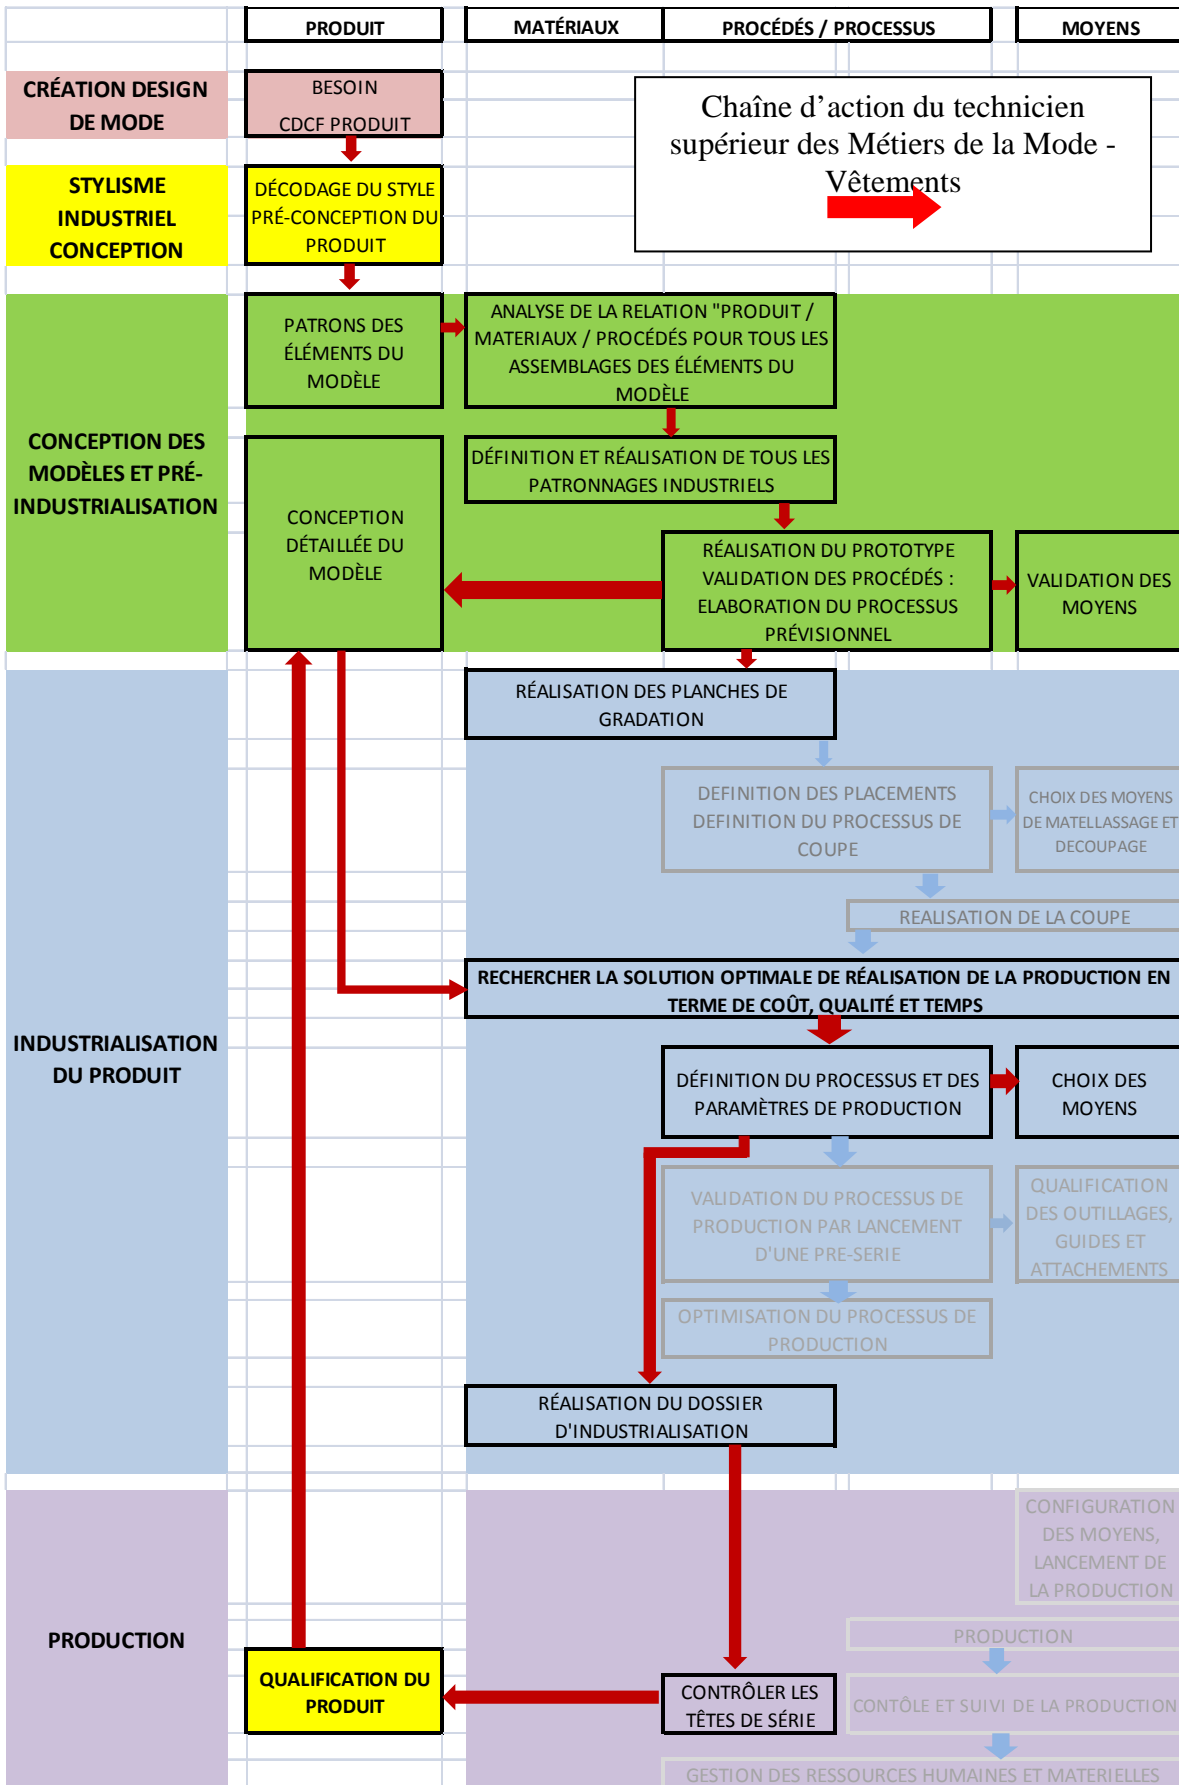 PRODUIT
MATÉRIAUX
PROCÉDÉS / PROCESSUS
MOYENS
CRÉATION DESIGN
DE MODE
BESOIN
CDCF PRODUIT
Chaîne d'action du technicien
supérieur des Métiers de la Mode -
Vêtements
STYLISME
INDUSTRIEL
CONCEPTION
DÉCODAGE DU STYLE
PRÉ-CONCEPTION DU
PRODUIT
CONCEPTION DES
MODÈLES ET PRÉ-
INDUSTRIALISATION
PATRONS DES
ÉLÉMENTS DU
MODÈLE
ANALYSE DE LA RELATION "PRODUIT /
MATERIAUX / PROCÉDÉS POUR TOUS LES
ASSEMBLAGES DES ÉLÉMENTS DU
MODÈLE
DÉFINITION ET RÉALISATION DE TOUS LES
PATRONNAGES INDUSTRIELS
CONCEPTION
DÉTAILLÉE DU
MODÈLE
RÉALISATION DU PROTOTYPE
VALIDATION DES PROCÉDÉS :
ELABORATION DU PROCESSUS
PRÉVISIONNEL
VALIDATION DES
MOYENS
INDUSTRIALISATION
DU PRODUIT
RÉALISATION DES PLANCHES DE
GRADATION
DEFINITION DES PLACEMENTS
DEFINITION DU PROCESSUS DE
COUPE
CHOIX DES MOYENS
DE MATELLASSAGE ET
DECOUPAGE
REALISATION DE LA COUPE
RECHERCHER LA SOLUTION OPTIMALE DE RÉALISATION DE LA PRODUCTION EN
TERME DE COÛT, QUALITÉ ET TEMPS
DÉFINITION DU PROCESSUS ET DES
PARAMÈTRES DE PRODUCTION
CHOIX DES
MOYENS
VALIDATION DU PROCESSUS DE
PRODUCTION PAR LANCEMENT
D'UNE PRE-SERIE
QUALIFICATION
DES OUTILLAGES,
GUIDES ET
ATTACHEMENTS
OPTIMISATION DU PROCESSUS DE
PRODUCTION
RÉALISATION DU DOSSIER
D'INDUSTRIALISATION
PRODUCTION
CONFIGURATION
DES MOYENS,
LANCEMENT DE
LA PRODUCTION
PRODUCTION
QUALIFICATION DU
PRODUIT
CONTRÔLER LES
TÊTES DE SÉRIE
CONTÔLE ET SUIVI DE LA PRODUCTION
GESTION DES RESSOURCES HUMAINES ET MATERIELLES